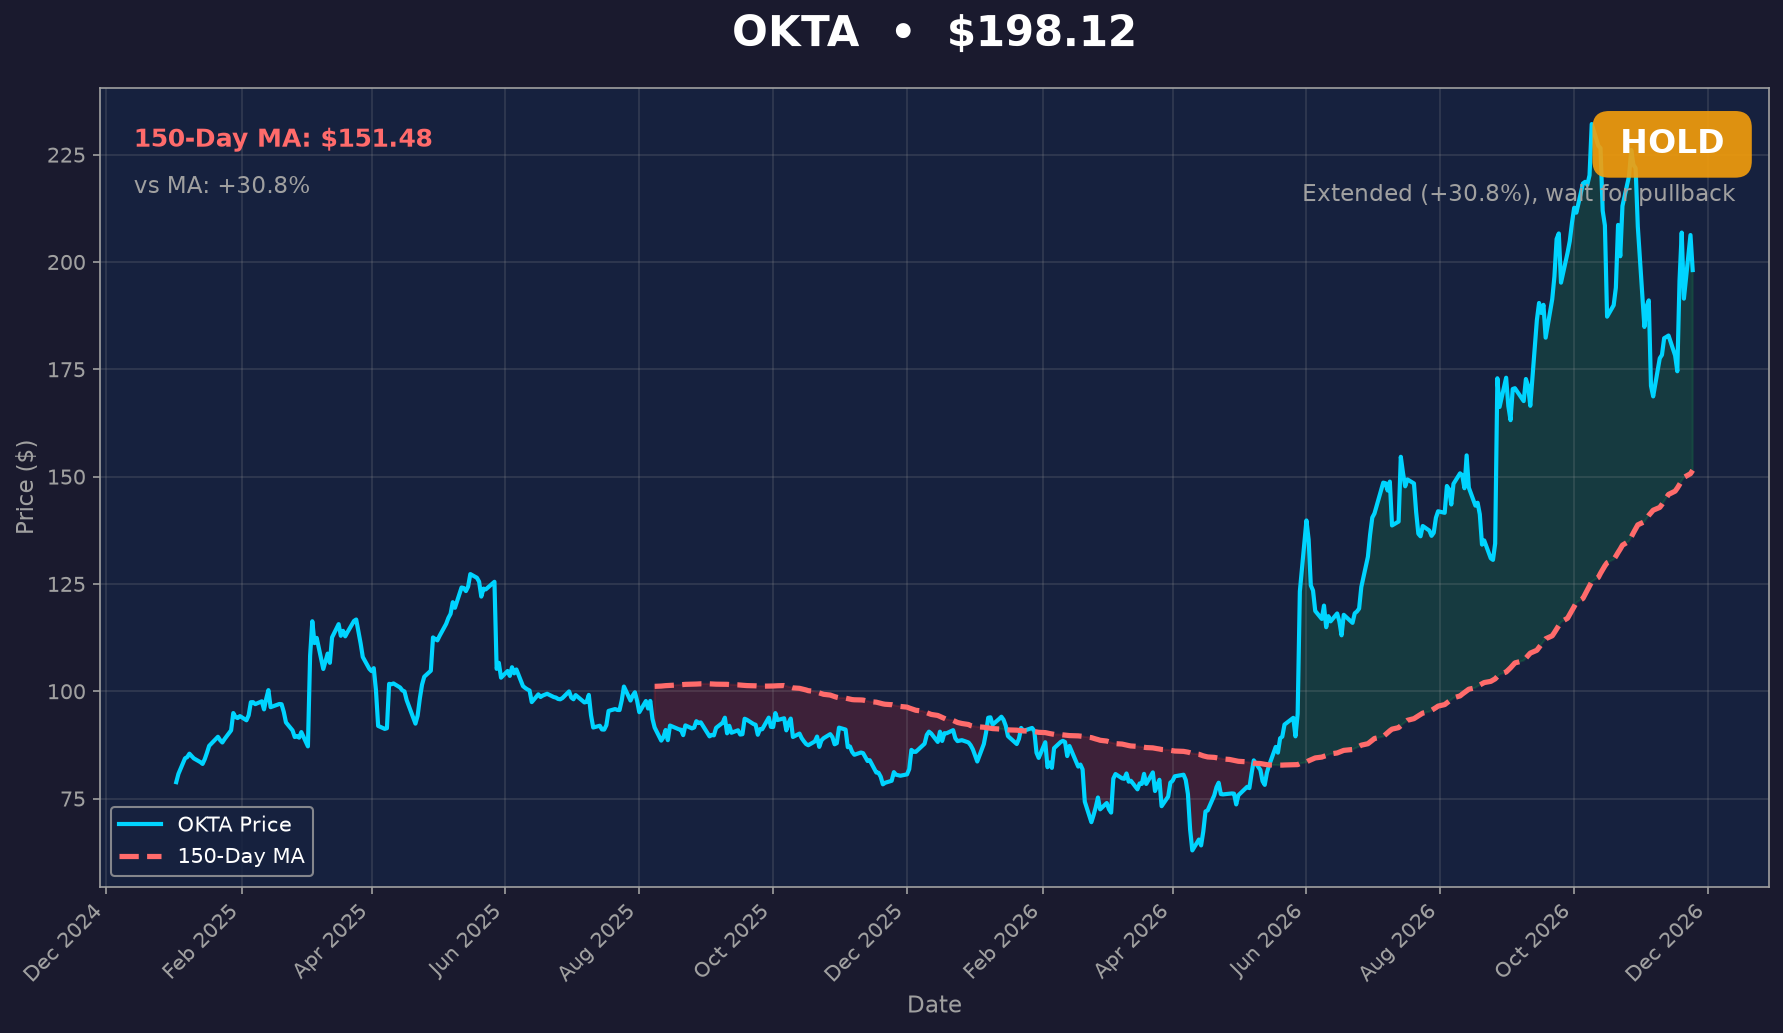 OKTA • $198.12
150-Day MA: $151.48
vs MA: +30.8%
HOLD
Extended (+30.8%), wait for pullback
Price ($)
225
200
175
150
125
100
75
OKTA Price
150-Day MA
Dec 2024
Feb 2025
Apr 2025
Jun 2025
Aug 2025
Oct 2025
Dec 2025
Feb 2026
Apr 2026
Jun 2026
Aug 2026
Oct 2026
Dec 2026
Date